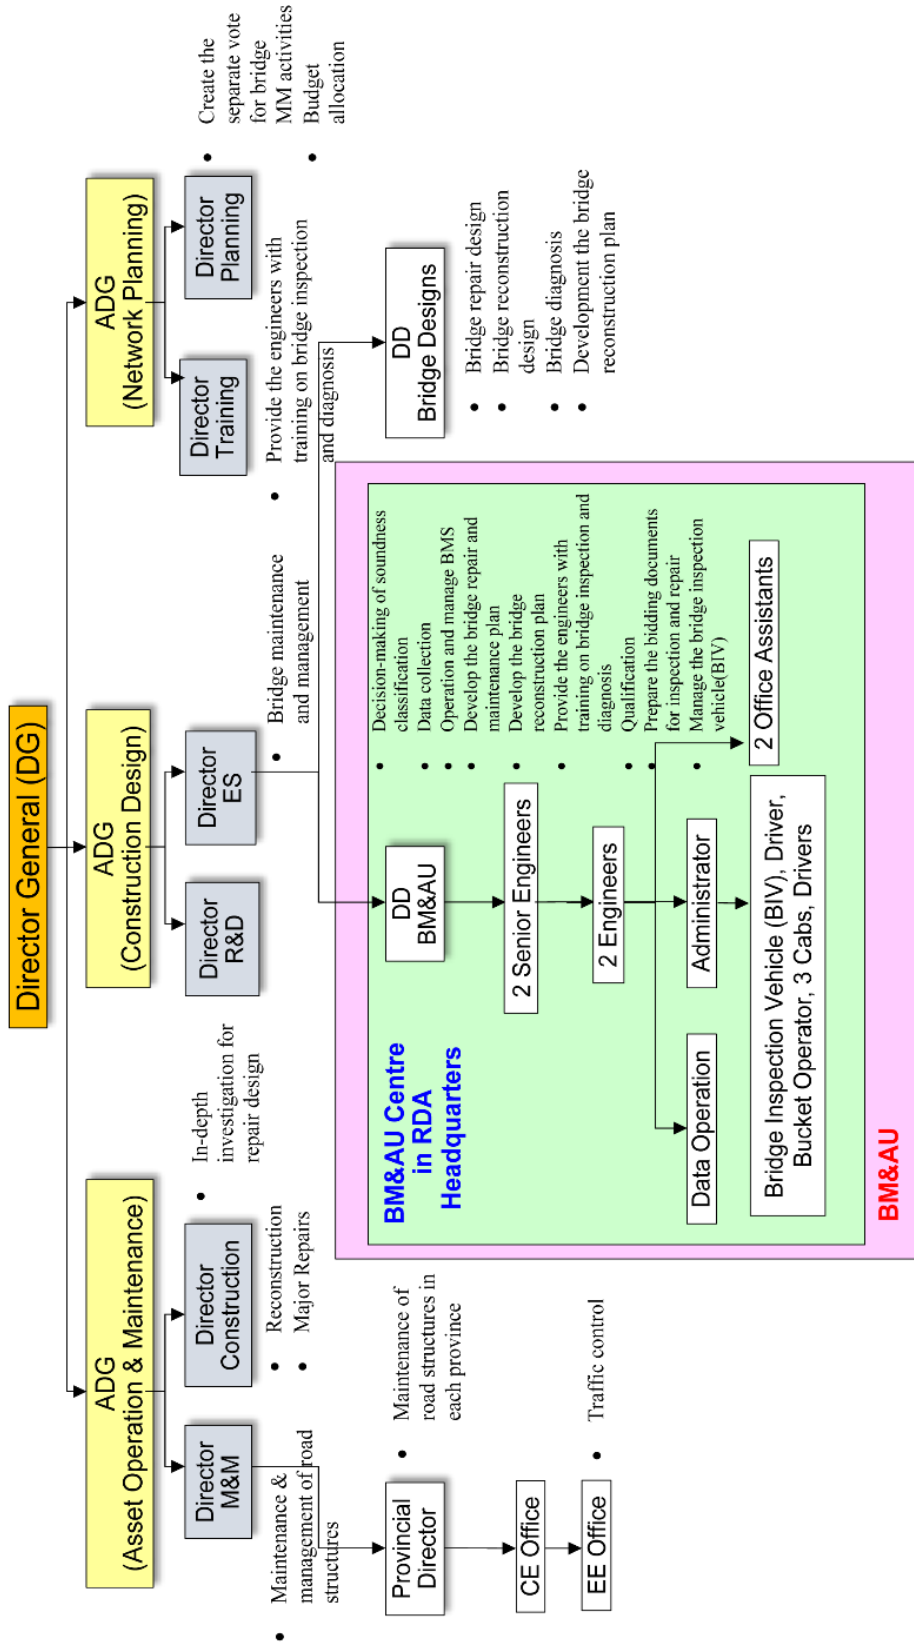 Director General (DG)
ADG
(Asset Operation & Maintenance)
ADG
(Construction Design)
ADG
(Network Planning)
Director
M&M
Director
Construction
Director
R&D
Director
ES
Director
Training
Director
Planning
• In-depth
investigation for
repair design
• Create the
separate vote
for bridge
MM activities
• Budget
allocation
• Maintenance &
management of road
structures
• Reconstruction
• Major Repairs
• Bridge maintenance
and management
• Provide the engineers with
training on bridge inspection
and diagnosis
Provincial
Director
• Maintenance of
road structures in
each province
CE Office
EE Office
• Traffic control
BM&AU Centre
in RDA
Headquarters
DD
BM&AU
2 Senior Engineers
2 Engineers
Data Operation
Administrator
2 Office Assistants
Bridge Inspection Vehicle (BIV), Driver,
Bucket Operator, 3 Cabs, Drivers
• Decision-making of soundness
classification
• Data collection
• Operation and manage BMS
• Develop the bridge repair and
maintenance plan
• Develop the bridge
reconstruction plan
• Provide the engineers with
training on bridge inspection and
diagnosis
• Qualification
• Prepare the bidding documents
for inspection and repair
• Manage the bridge inspection
vehicle(BIV)
BM&AU
DD
Bridge Designs
• Bridge repair design
• Bridge reconstruction
design
• Bridge diagnosis
• Development the bridge
reconstruction plan